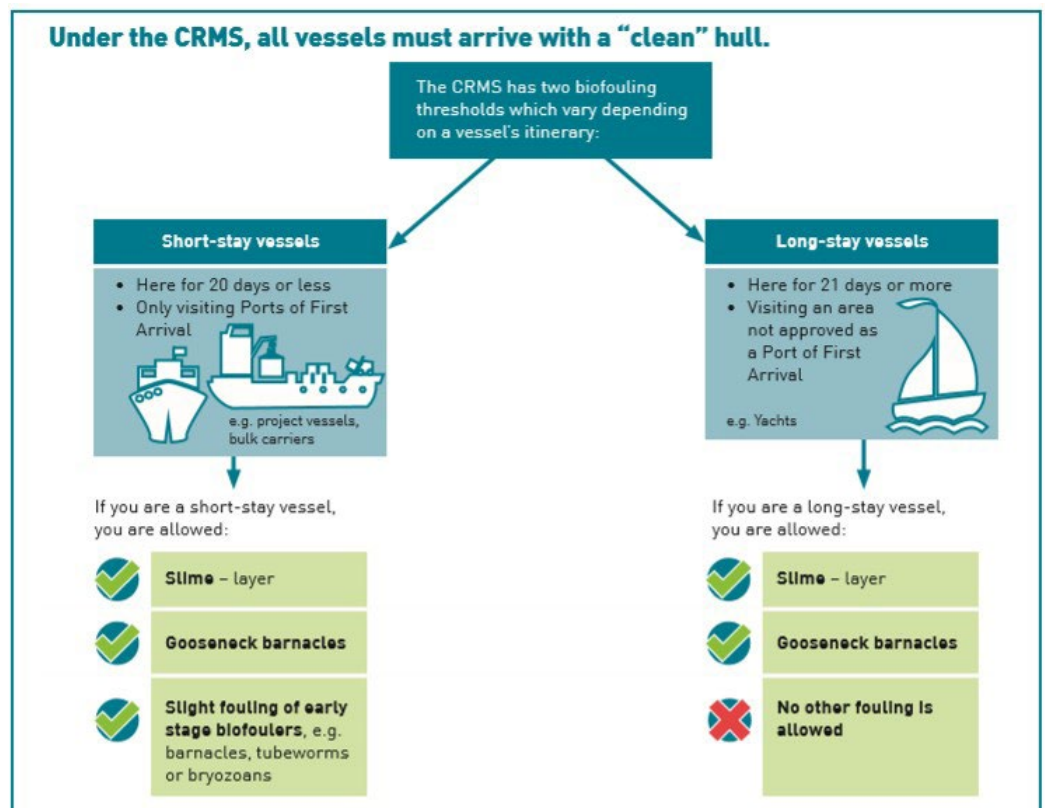 Under the CRMS, all vessels must arrive with a “clean” hull.
The CRMS has two biofouling
thresholds which vary depending
on a vessel’s itinerary:
Short-stay vessels
• Here for 20 days or less
• Only visiting Ports of First
Arrival
e.g. project vessels,
bulk carriers
If you are a short-stay vessel,
you are allowed:
Slime – layer
Gooseneck barnacles
Slight fouling of early
stage biofoulers, e.g.
barnacles, tubeworms
or bryozoans
Long-stay vessels
• Here for 21 days or more
• Visiting an area
not approved as
a Port of First
Arrival
e.g. Yachts
If you are a long-stay vessel,
you are allowed:
Slime – layer
Gooseneck barnacles
No other fouling is
allowed